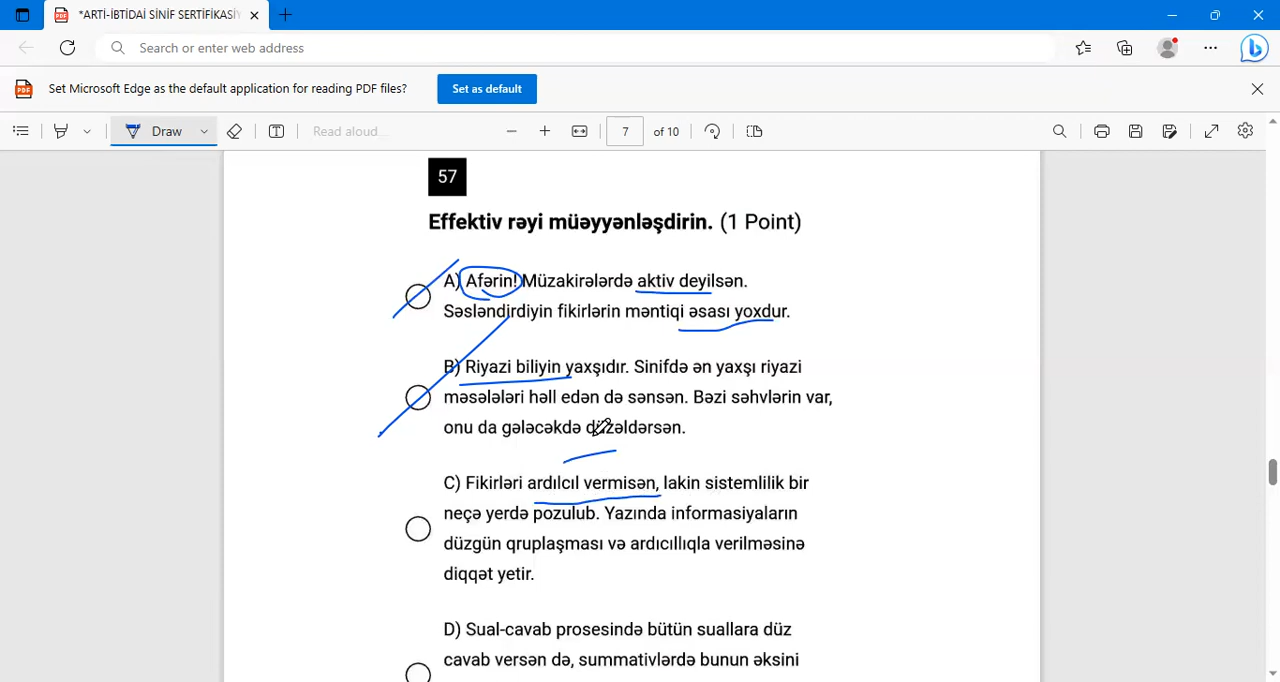 *ARTİ-İBTİDAİ SİNİF SERTİFİKASİY
Search or enter web address
Set Microsoft Edge as the default application for reading PDF files?
Set as default
Draw
Read aloud...
7
of 10
57
Effektiv rəyi müəyyənləşdirin. (1 Point)
A) Afərin! Müzakirələrdə aktiv deyilsən.
Səsləndirdiyin fikirlərin məntiqi əsası yoxdur.
B) Riyazi biliyin yaxşıdır. Sinifdə ən yaxşı riyazi
məsələləri həll edən də sənsən. Bəzi səhvlərin var,
onu da gələcəkdə düzəldərsən.
C) Fikirləri ardılcıl vermisən, lakin sistemlilik bir
neçə yerdə pozulub. Yazında informasiyaların
düzgün qruplaşması və ardıcıllıqla verilməsinə
diqqət yetir.
D) Sual-cavab prosesində bütün suallara düz
cavab versən də, summativlərdə bunun əksini